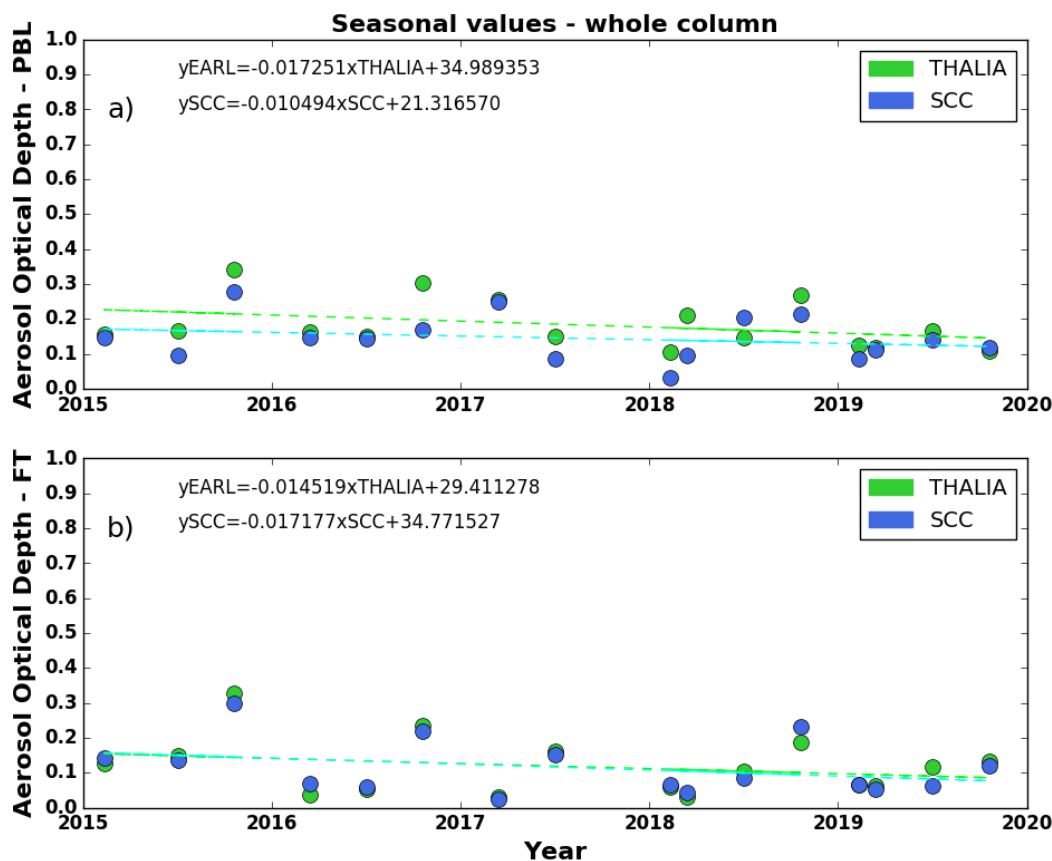 Seasonal values - whole column
Aerosol Optical Depth - PBL
1.0
0.9
0.8
0.7
0.6
0.5
0.4
0.3
0.2
0.1
0.0
a)
yEARL=-0.017251xTHALIA+34.989353
ySCC=-0.010494xSCC+21.316570
THALIA
SCC
2015 2016 2017 2018 2019 2020
Aerosol Optical Depth - FT
1.0
0.9
0.8
0.7
0.6
0.5
0.4
0.3
0.2
0.1
0.0
b)
yEARL=-0.014519xTHALIA+29.411278
ySCC=-0.017177xSCC+34.771527
THALIA
SCC
2015 2016 2017 2018 2019 2020
Year